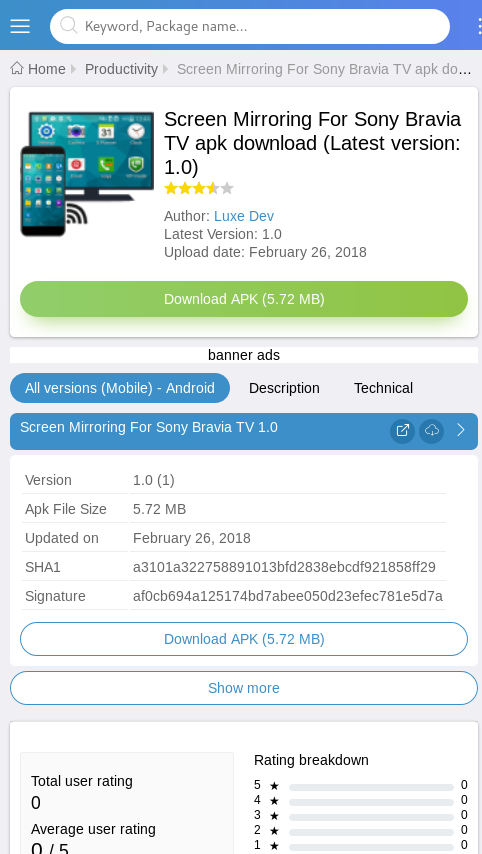 Keyword, Package name...
Home Productivity Screen Mirroring For Sony Bravia TV apk do...
Screen Mirroring For Sony Bravia
TV apk download (Latest version:
1.0)
Author: Luxe Dev
Latest Version: 1.0
Upload date: February 26, 2018
Download APK (5.72 MB)
banner ads
All versions (Mobile) - Android Description Technical
Screen Mirroring For Sony Bravia TV 1.0
Version 1.0 (1)
Apk File Size 5.72 MB
Updated on February 26, 2018
SHA1 a3101a322758891013bfd2838ebcdf921858ff29
Signature af0cb694a125174bd7abee050d23efec781e5d7a
Download APK (5.72 MB)
Show more
Rating breakdown
Total user rating
0
Average user rating
0 / 5
5 ★ 0
4 ★ 0
3 ★ 0
2 ★ 0
1 ★ 0